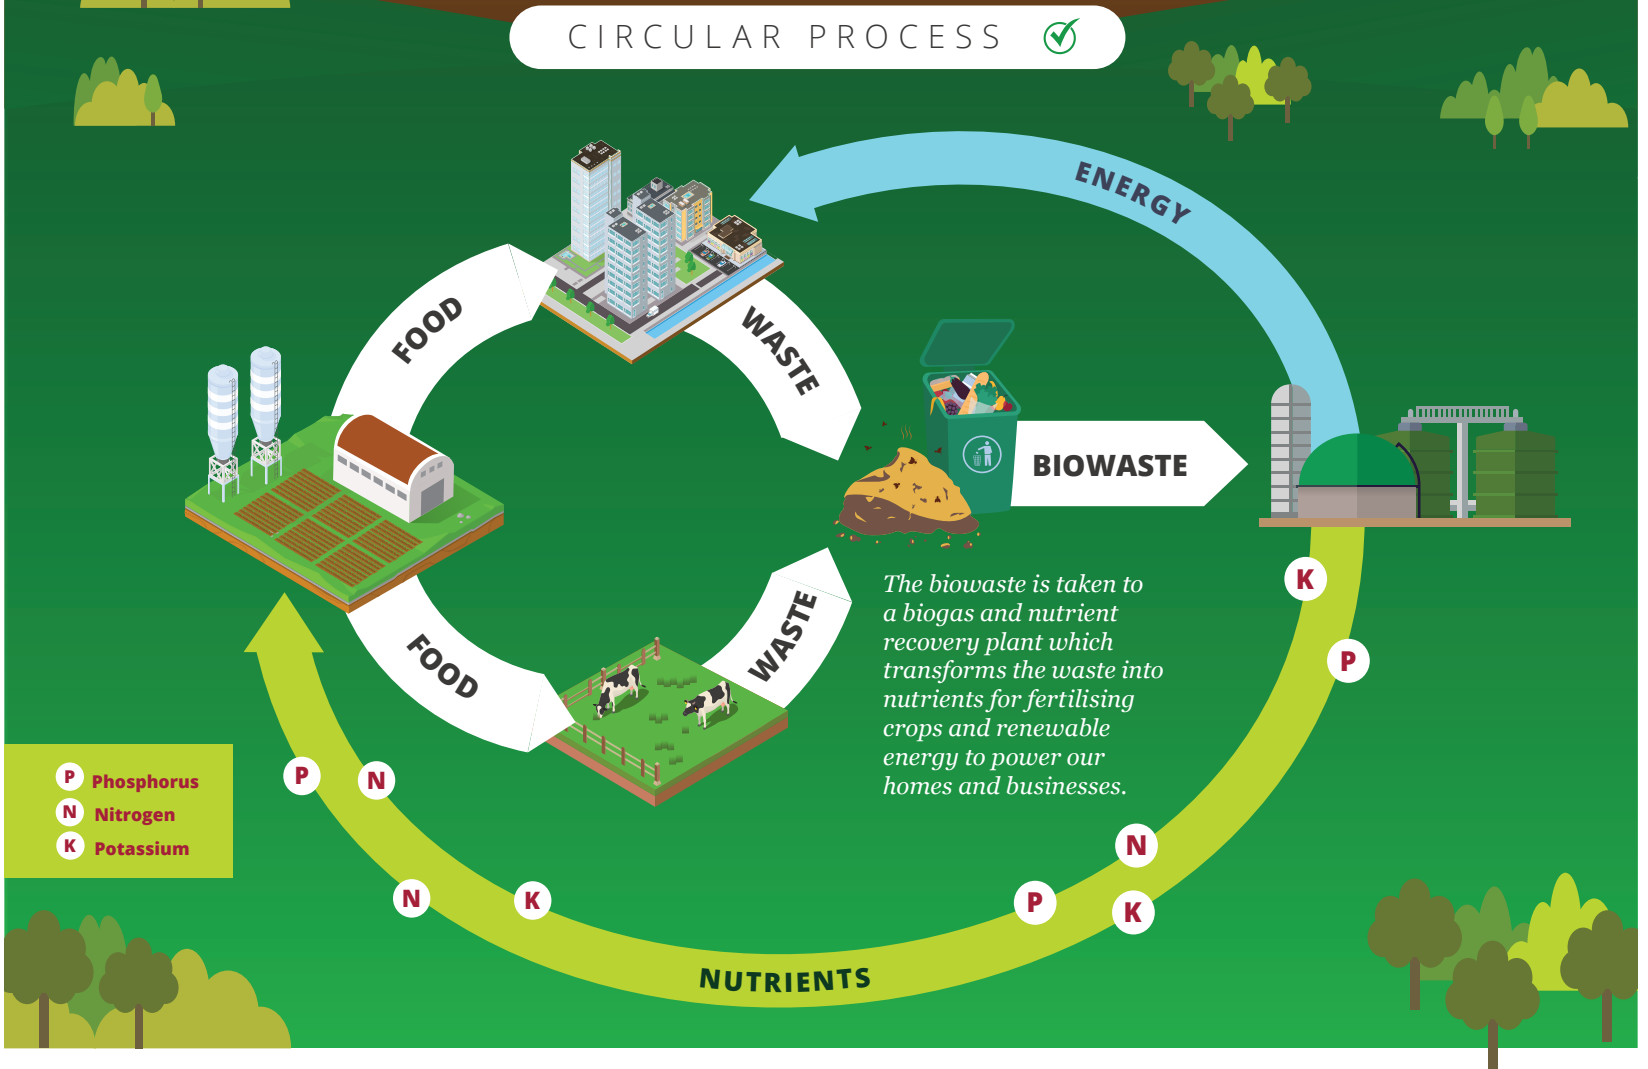 CIRCULAR PROCESS
ENERGY
FOOD
WASTE
BIOWASTE
The biowaste is taken to
a biogas and nutrient
recovery plant which
transforms the waste into
nutrients for fertilising
crops and renewable
energy to power our
homes and businesses.
FOOD
WASTE
K
P
P
N
P Phosphorus
N Nitrogen
K Potassium
N
K
P
N
K
NUTRIENTS